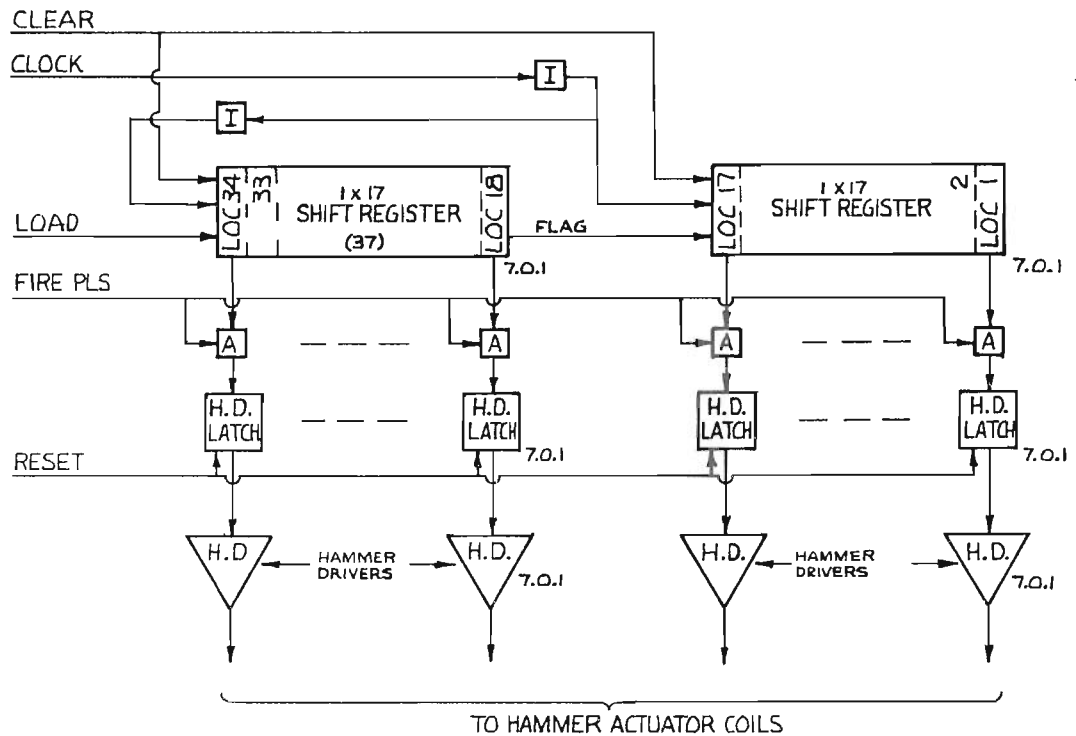 CLEAR
CLOCK
I
I
LOC 34
33
1 X 17
SHIFT REGISTER
(37)
LOC 18
7.0.1
LOAD
FLAG
LOC 17
1 X 17
SHIFT REGISTER
2
LOC 1
7.0.1
FIRE PLS
A
A
A
A
H.D.
LATCH
H.D.
LATCH
7.0.1
H.D.
LATCH
H.D.
LATCH
7.0.1
RESET
H.D
HAMMER
DRIVERS
H.D.
7.0.1
H.D.
HAMMER
DRIVERS
H.D.
7.0.1
TO HAMMER ACTUATOR COILS